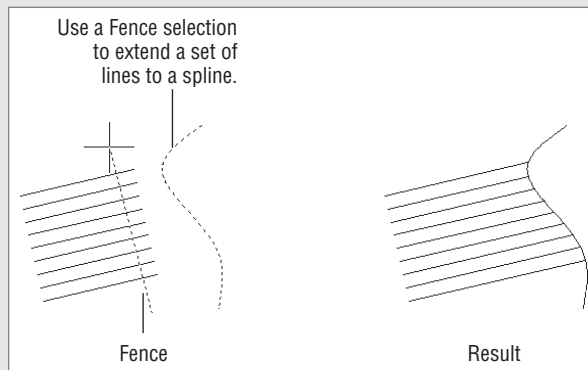 Use a Fence selection
to extend a set of
lines to a spline.
Fence
Result